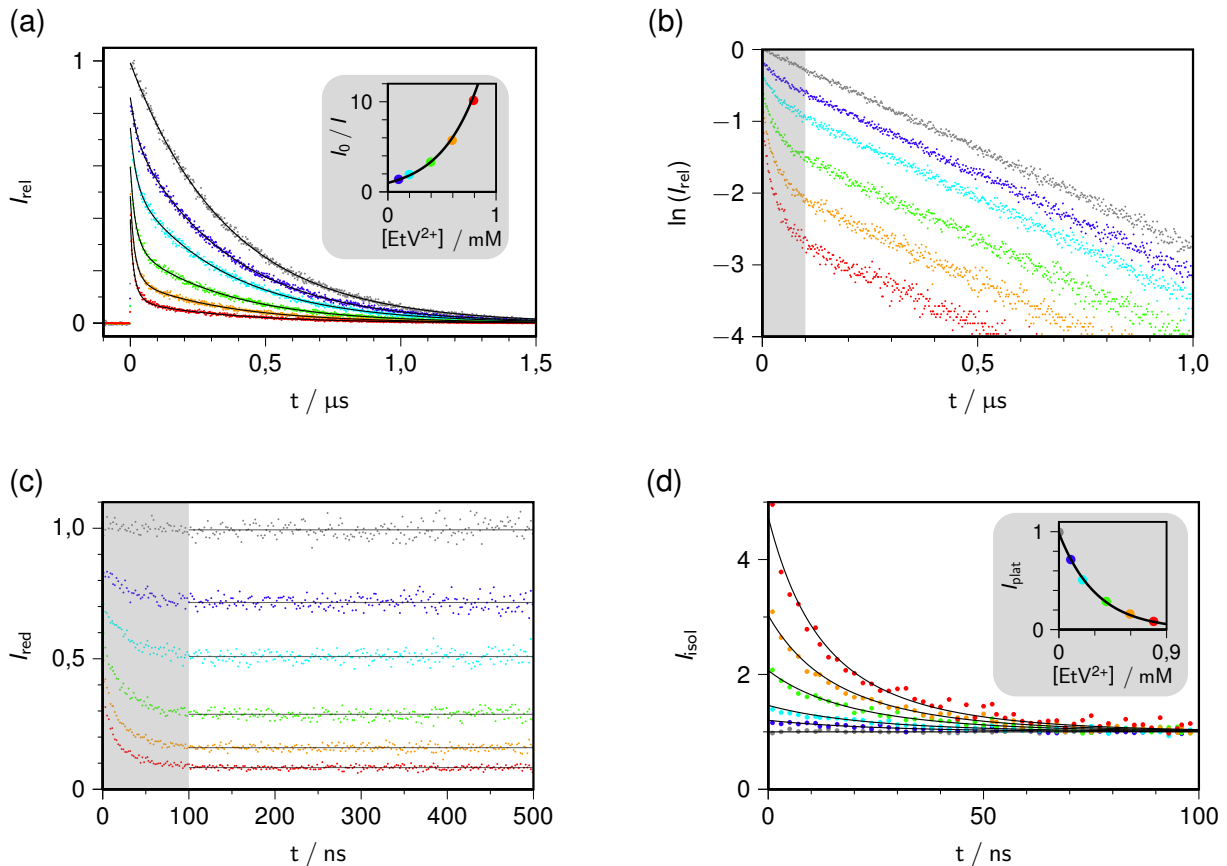 (a)
I_rel
1
0
0
0,5
1,0
1,5
t / μs
I₀ / I
10
0
0
1
[EtV²⁺] / mM
(b)
ln (I_rel)
0
−1
−2
−3
−4
0
0,5
1,0
t / μs
(c)
I_red
1,0
0,5
0
0
100
200
300
400
500
t / ns
(d)
I_isol
4
2
0
0
50
100
t / ns
I_plat
1
0
0
0,9
[EtV²⁺] / mM